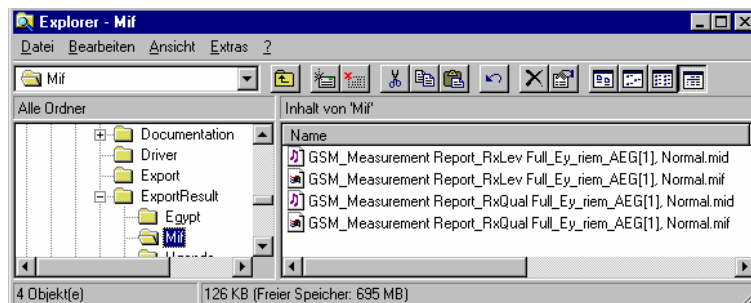 Explorer - Mif
Datei Bearbeiten Ansicht Extras ?
Mif
Alle Ordner
Inhalt von 'Mif'
Documentation
Driver
Export
ExportResult
Egypt
Mif
Name
GSM_Measurement Report_RxLev Full_Ey_riem_AEG[1], Normal.mid
GSM_Measurement Report_RxLev Full_Ey_riem_AEG[1], Normal.mif
GSM_Measurement Report_RxQual Full_Ey_riem_AEG[1], Normal.mid
GSM_Measurement Report_RxQual Full_Ey_riem_AEG[1], Normal.mif
4 Objekt(e)
126 KB (Freier Speicher: 695 MB)